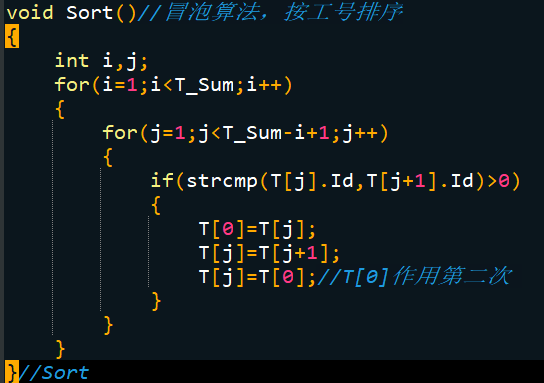 void Sort()//冒泡算法，按工号排序
{
int i,j;
for(i=1;i<T_Sum;i++)
{
for(j=1;j<T_Sum-i+1;j++)
{
if(strcmp(T[j].Id,T[j+1].Id)>0)
{
T[0]=T[j];
T[j]=T[j+1];
T[j]=T[0];//T[0]作用第二次
}
}
}
}//Sort